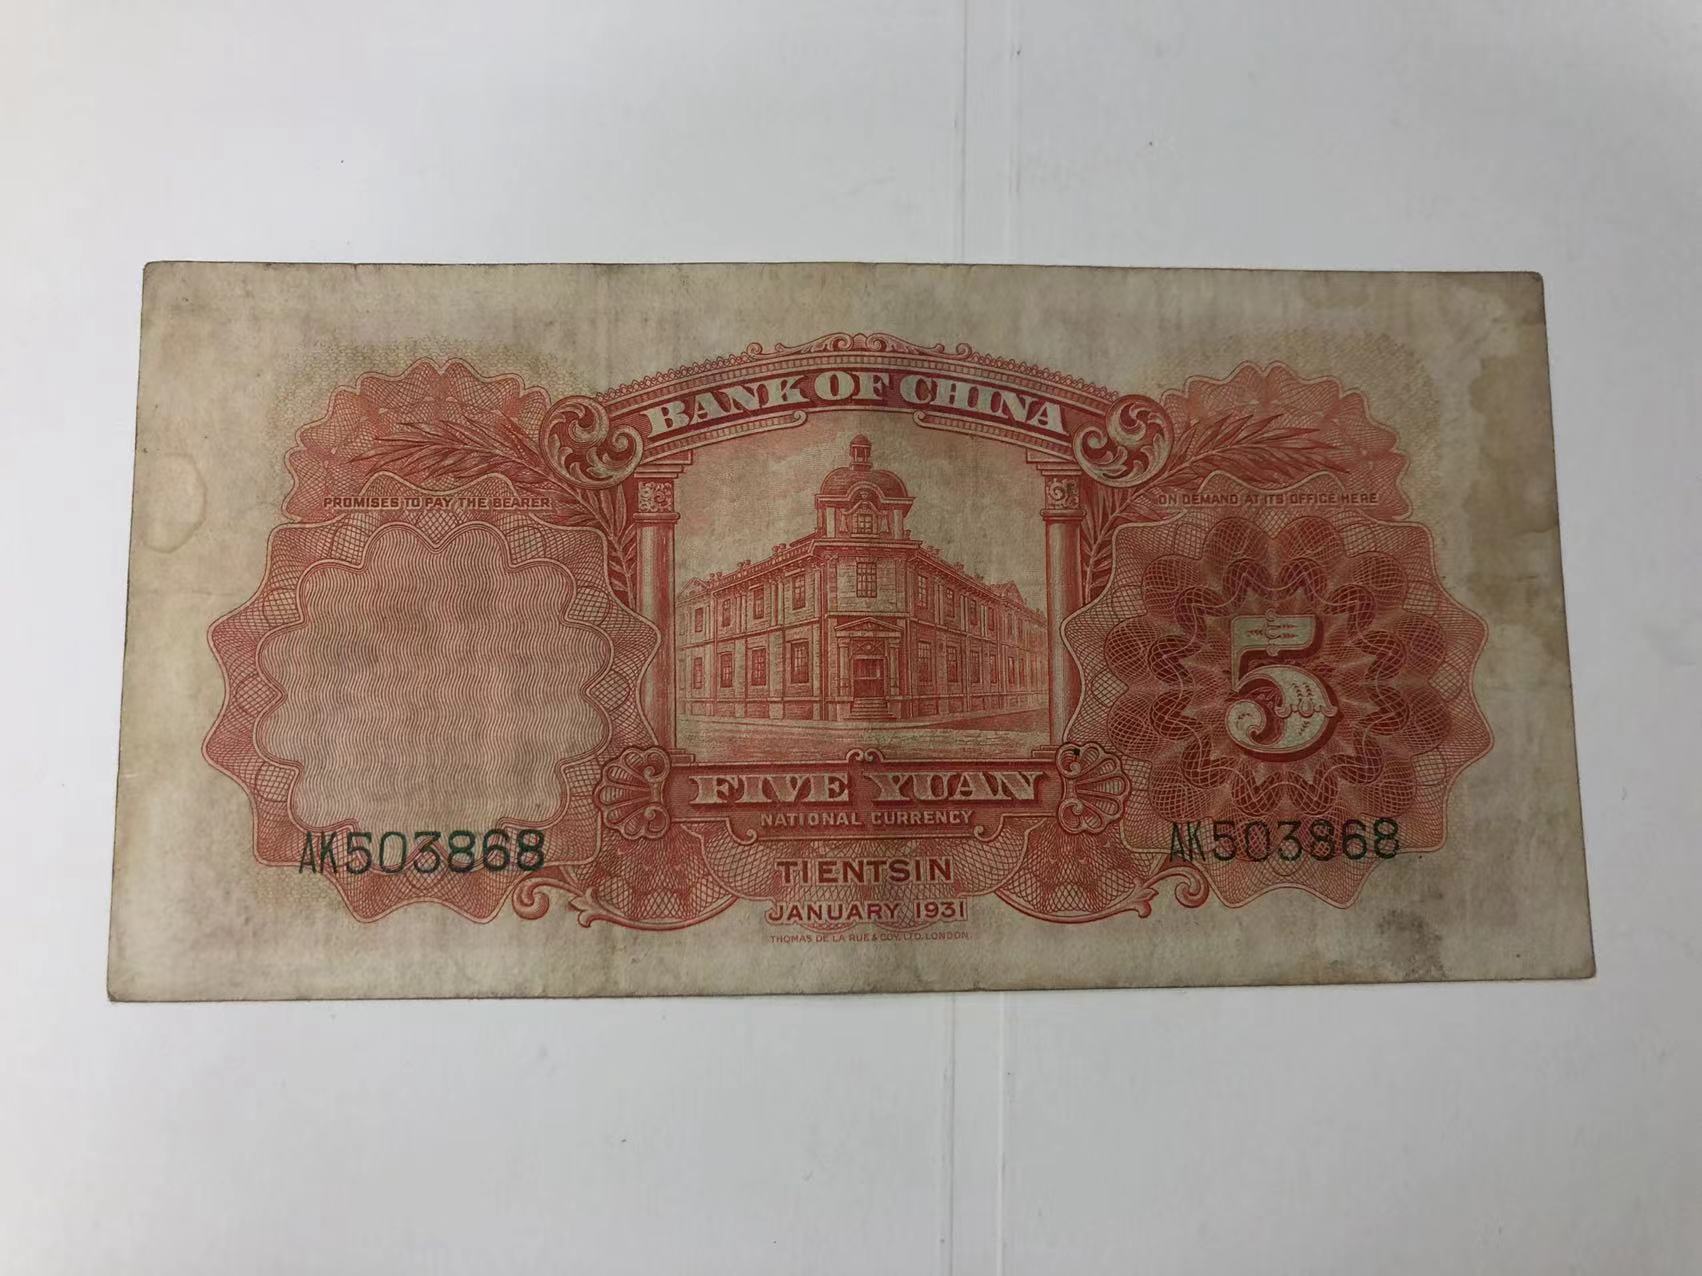 BANK OF CHINA
PROMISES TO PAY THE BEARER
ON DEMAND AT ITS OFFICE HERE
5
FIVE YUAN
NATIONAL CURRENCY
AK503868
AK503868
TIENTSIN
JANUARY 1931
THOMAS DE LA RUE & COY. LTD. LONDON.